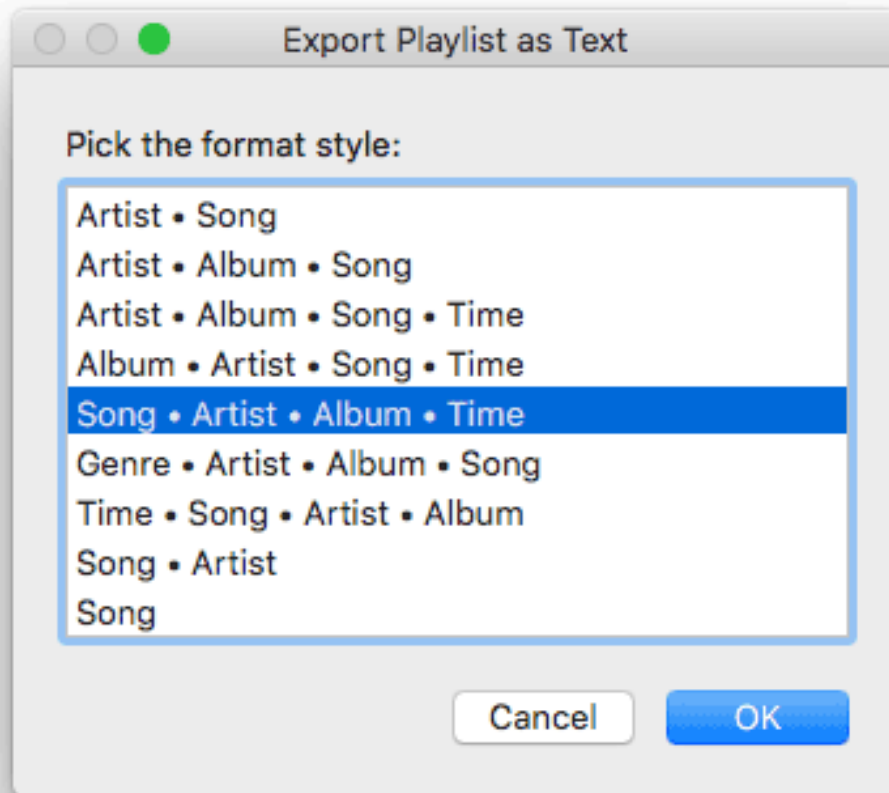 Export Playlist as Text
Pick the format style:
Artist • Song
Artist • Album • Song
Artist • Album • Song • Time
Album • Artist • Song • Time
Song • Artist • Album • Time
Genre • Artist • Album • Song
Time • Song • Artist • Album
Song • Artist
Song
Cancel OK